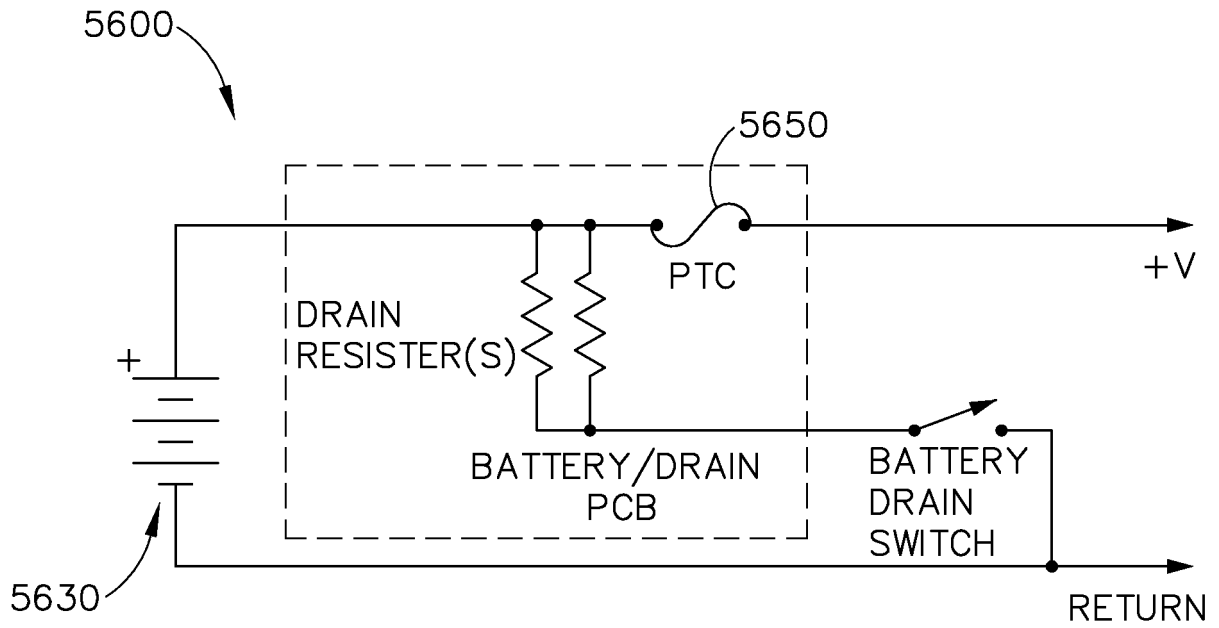 5600
5650
PTC
+V
DRAIN
RESISTER(S)
+
BATTERY/DRAIN
PCB
BATTERY
DRAIN
SWITCH
5630
RETURN